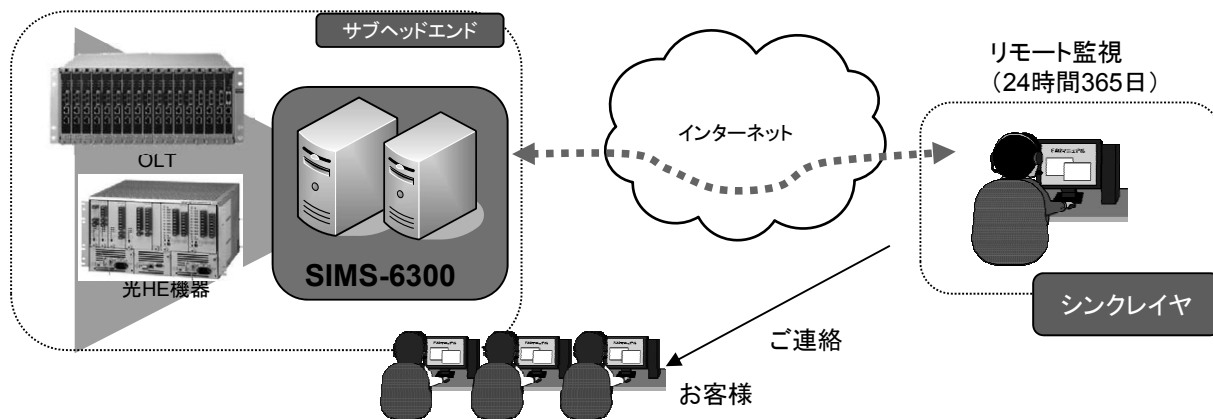 サブヘッドエンド
OLT
光HE機器
SIMS-6300
インターネット
リモート監視
（24時間365日）
シンクレイヤ
ご連絡
お客様